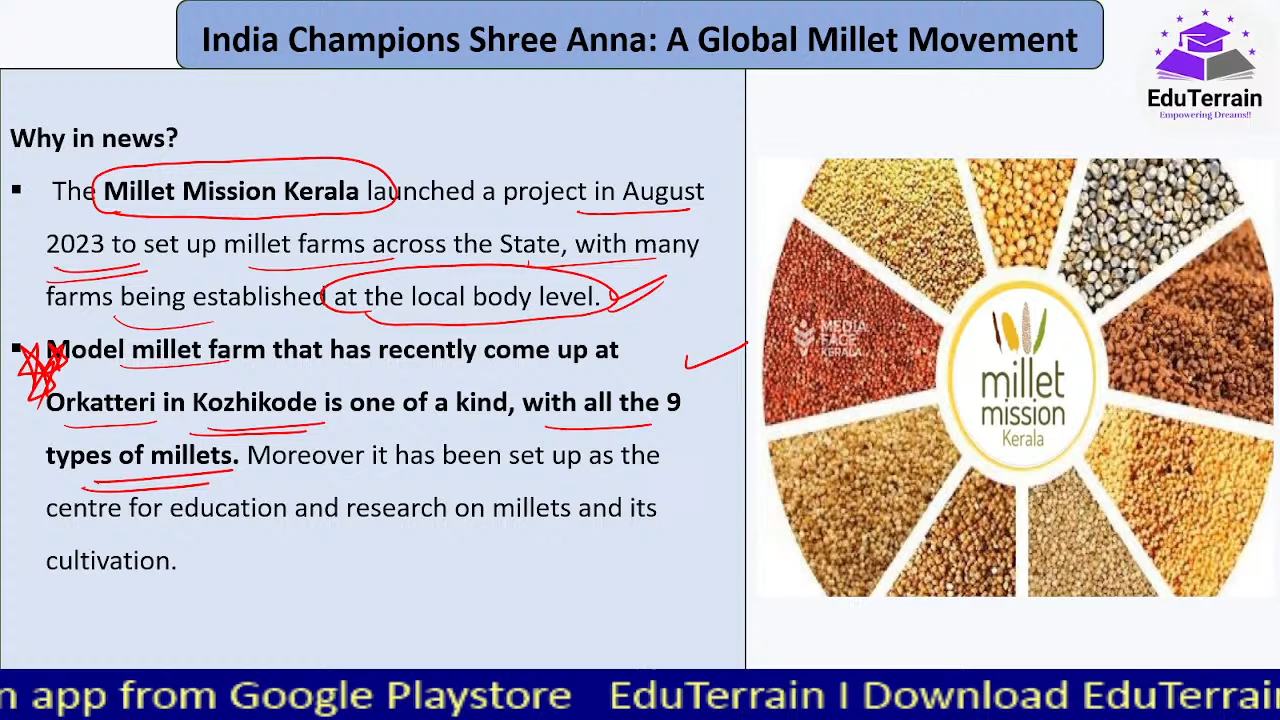 India Champions Shree Anna: A Global Millet Movement
EduTerrain
Empowering Dreams!!
Why in news?
▪ The Millet Mission Kerala launched a project in August
2023 to set up millet farms across the State, with many
farms being established at the local body level.
▪ Model millet farm that has recently come up at
Orkatteri in Kozhikode is one of a kind, with all the 9
types of millets. Moreover it has been set up as the
centre for education and research on millets and its
cultivation.
MEDIA
FACE
KERALA
millet
mission
Kerala
n app from Google Playstore EduTerrain I Download EduTerrain